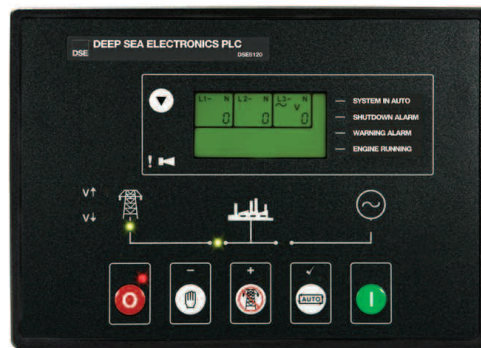 DSE DEEP SEA ELECTRONICS PLC
DSE5120
L1~ N L2~ N L3~ N
V
0 0 0
SYSTEM IN AUTO
SHUTDOWN ALARM
WARNING ALARM
ENGINE RUNNING
!
V↑
V↓
− + ✓
O AUTO I